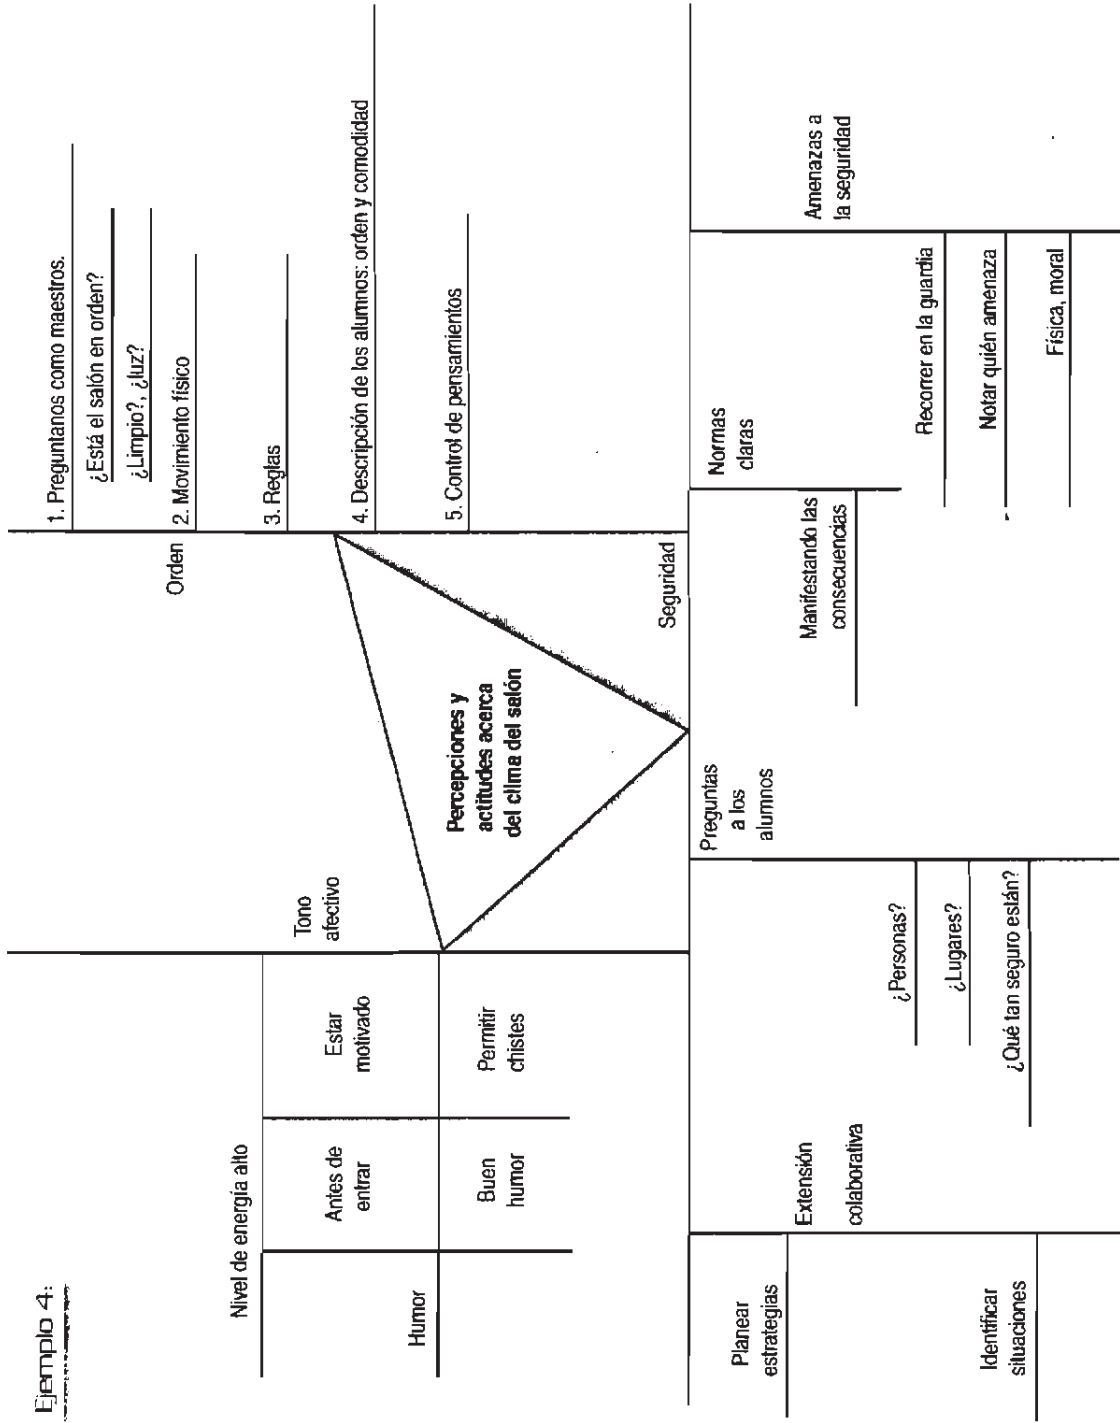 Ejemplo 4:
Nivel de energía alto
Antes de
entrar
Estar
motivado
Humor
Buen
humor
Permitir
chistes
Tono
afectivo
Percepciones y
actitudes acerca
del clima del salón
Orden
1. Preguntanos como maestros.
¿Está el salón en orden?
¿Limpio?, ¿luz?
2. Movimiento físico
3. Reglas
4. Descripción de los alumnos: orden y comodidad
5. Control de pensamientos
Seguridad
Planear
estrategias
Identificar
situaciones
Extensión
colaborativa
¿Personas?
¿Lugares?
¿Qué tan seguro están?
Preguntas
a los
alumnos
Manifestando las
consecuencias
Normas
claras
Recorrer en la guardia
Notar quién amenaza
Física, moral
Amenazas a
la seguridad